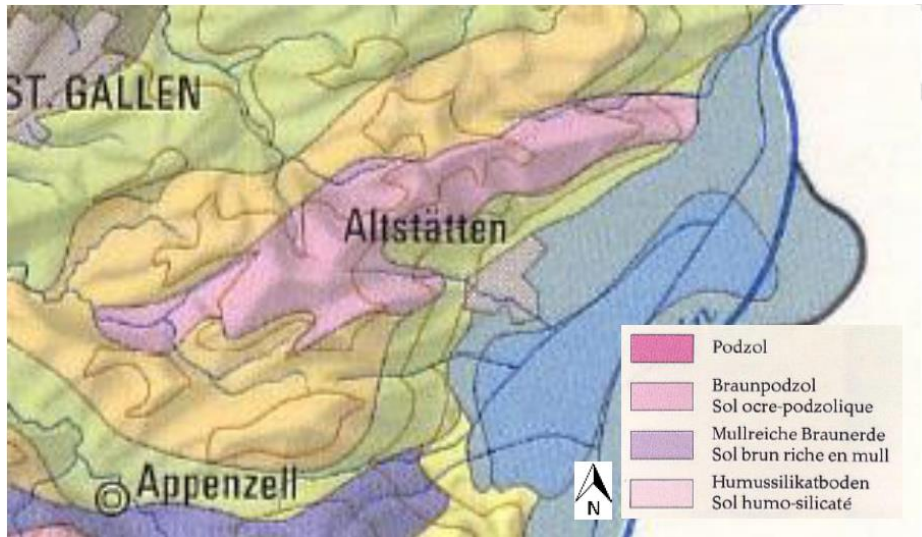 ST. GALLEN
Altstätten
Appenzell
N
Podzol
Braunpodzol
Sol ocre-podzolique
Mullreiche Braunerde
Sol brun riche en mull
Humussilikatboden
Sol humo-silicaté